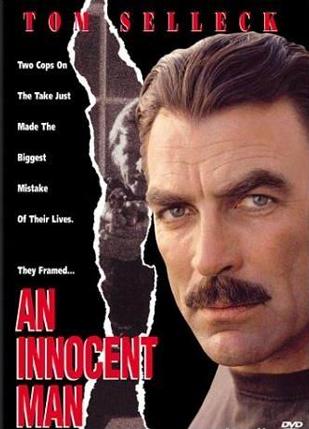 TOM SELLECK
Two Cops On
The Take Just
Made The
Biggest
Mistake
Of Their Lives.
They Framed...
AN
INNOCENT
MAN
DVD